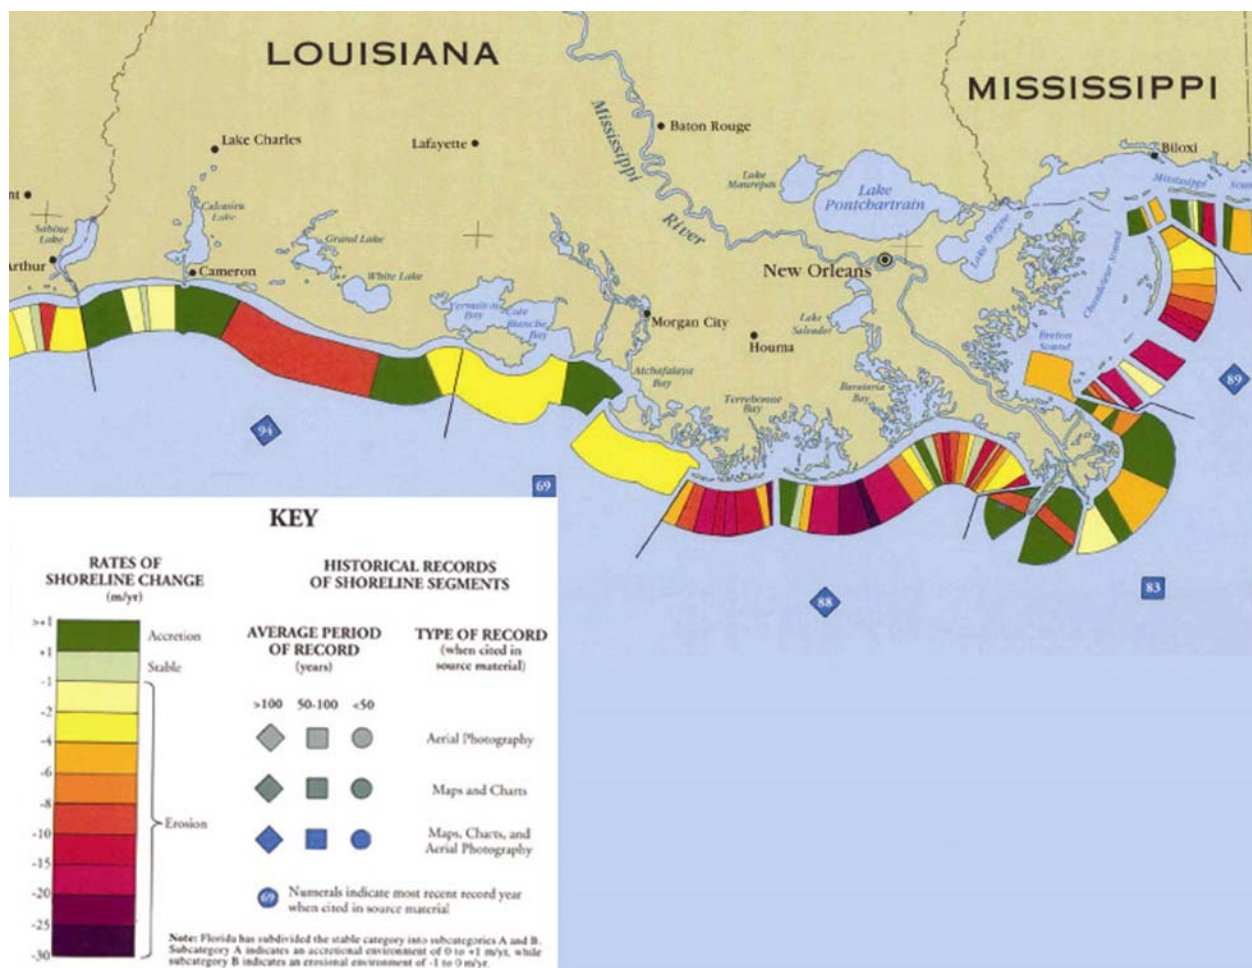 LOUISIANA
MISSISSIPPI
Mississippi
River
Baton Rouge
Lake Charles
Lafayette
Biloxi
Mississippi
Lake
Maurepas
Lake
Pontchartrain
Calcasieu
Lake
Sabine
Lake
Grand Lake
Lake Borgne
Chandeleur Sound
Arthur
Cameron
White Lake
New Orleans
Vermilion
Bay
Cote
Blanche
Bay
Morgan City
Lake
Salvador
Houma
Breton
Sound
Atchafalaya
Bay
Terrebonne
Bay
Barataria
Bay
89
94
69
88
83
KEY
RATES OF
SHORELINE CHANGE
(m/yr)
>+1
+1
-1
-2
-4
-6
-8
-10
-15
-20
-25
-30
Accretion
Stable
Erosion
HISTORICAL RECORDS
OF SHORELINE SEGMENTS
AVERAGE PERIOD
OF RECORD
(years)
TYPE OF RECORD
(when cited in
source material)
>100 50-100 <50
Aerial Photography
Maps and Charts
Maps, Charts, and
Aerial Photography
69
Numerals indicate most recent record year
when cited in source material
Note: Florida has subdivided the stable category into subcategories A and B.
Subcategory A indicates an accretional environment of 0 to +1 m/yr, while
subcategory B indicates an erosional environment of -1 to 0 m/yr.